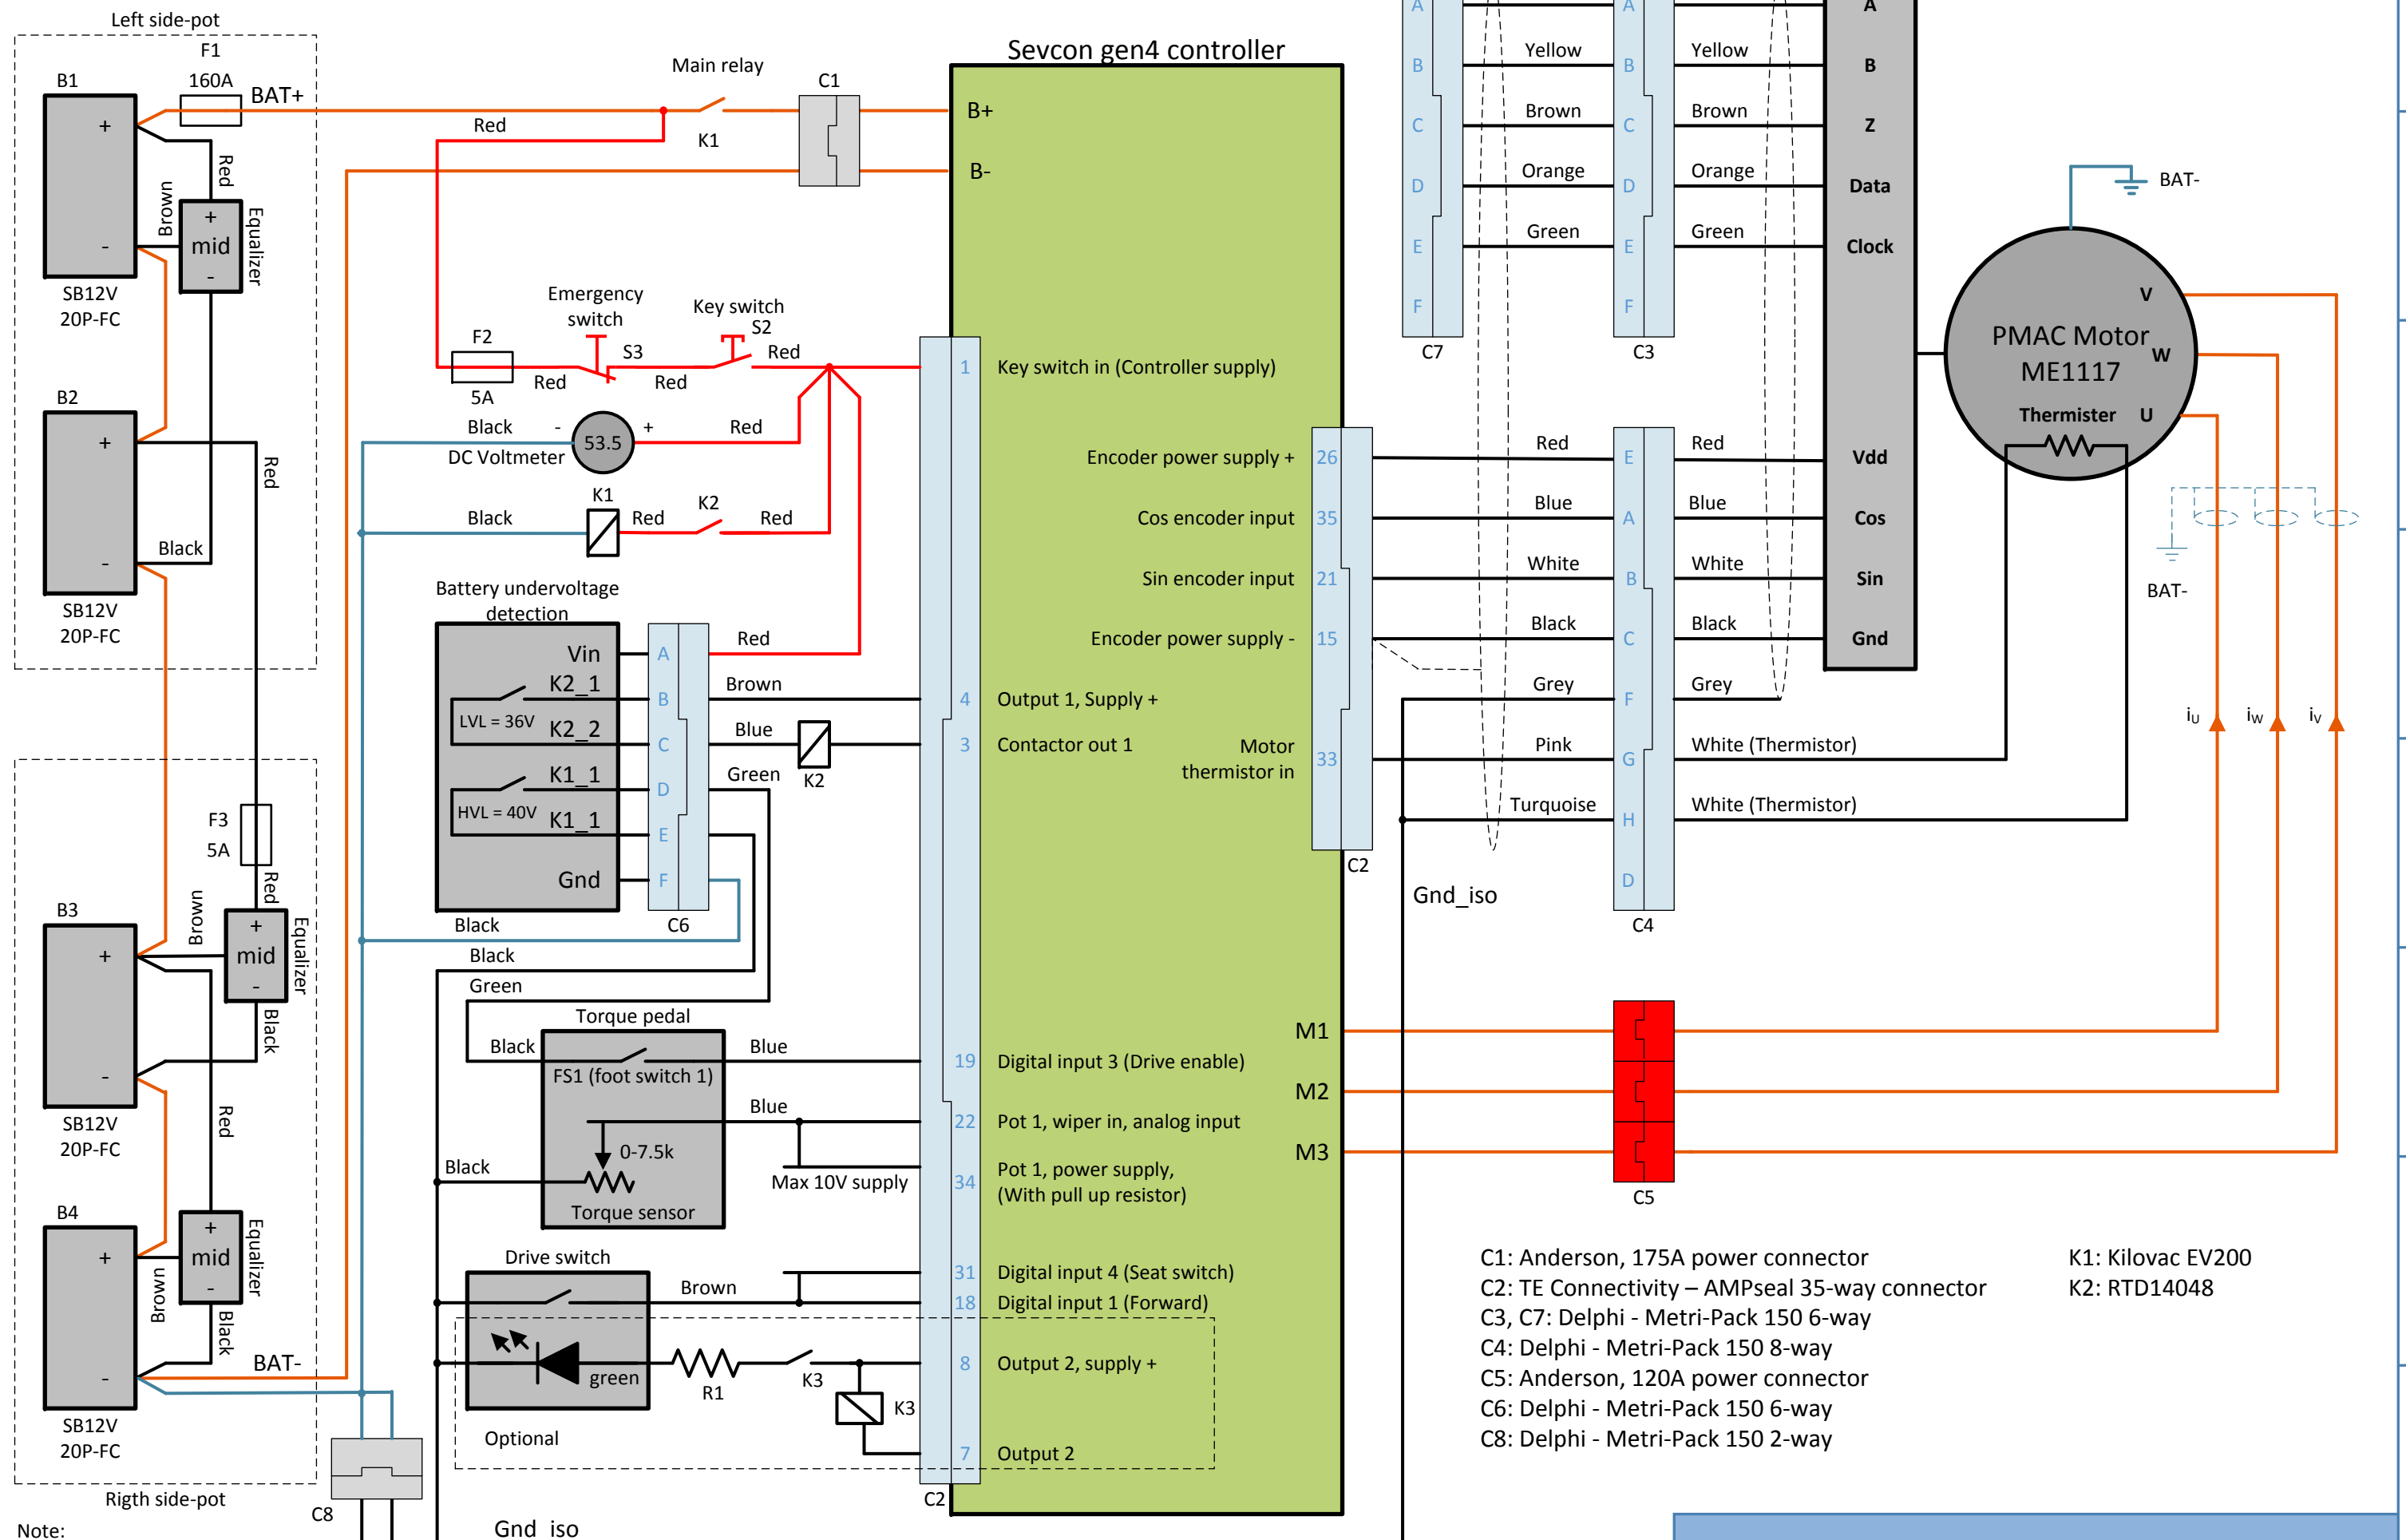 Left side-pot
F1
160A
BAT+
B1
+
-
SB12V
20P-FC
Red
Brown
+
mid
-
Equalizer
B2
+
-
SB12V
20P-FC
Black
Red
F3
5A
Red
B3
+
-
SB12V
20P-FC
Brown
+
mid
-
Equalizer
Black
Red
B4
+
-
SB12V
20P-FC
Brown
+
mid
-
Equalizer
Black
BAT-
Rigth side-pot
Note:
C8
Gnd_iso
Main relay
K1
C1
Red
Sevcon gen4 controller
B+
B-
Emergency
switch
Key switch
S2
F2
5A
Red
S3
Red
Red
1
Key switch in (Controller supply)
Black
-
53.5
+
Red
DC Voltmeter
Black
K1
Red
K2
Red
Battery undervoltage
detection
Vin
K2_1
LVL = 36V
K2_2
K1_1
HVL = 40V
K1_1
Gnd
A
B
C
D
E
F
C6
Red
Brown
Blue
Green
K2
4
Output 1, Supply +
3
Contactor out 1
Black
Black
Green
Torque pedal
Black
FS1 (foot switch 1)
Blue
19
Digital input 3 (Drive enable)
Blue
22
Pot 1, wiper in, analog input
Black
0-7.5k
Torque sensor
Max 10V supply
34
Pot 1, power supply,
(With pull up resistor)
Drive switch
Brown
31
Digital input 4 (Seat switch)
18
Digital input 1 (Forward)
green
R1
K3
8
Output 2, supply +
K3
7
Output 2
Optional
C2
Encoder power supply +
26
Cos encoder input
35
Sin encoder input
21
Encoder power supply -
15
Motor
thermistor in
33
C2
M1
M2
M3
A
B
C
D
E
F
C7
Yellow
Brown
Orange
Green
A
B
C
D
E
F
C3
Yellow
Brown
Orange
Green
A
B
Z
Data
Clock
Vdd
Cos
Sin
Gnd
Red
Blue
White
Black
Grey
Pink
Turquoise
E
A
B
C
F
G
H
D
C4
Red
Blue
White
Black
Grey
White (Thermistor)
White (Thermistor)
Gnd_iso
BAT-
PMAC Motor
ME1117
Thermister
V
W
U
BAT-
iU
iW
iV
C5
C1: Anderson, 175A power connector
C2: TE Connectivity – AMPseal 35-way connector
C3, C7: Delphi - Metri-Pack 150 6-way
C4: Delphi - Metri-Pack 150 8-way
C5: Anderson, 120A power connector
C6: Delphi - Metri-Pack 150 6-way
C8: Delphi - Metri-Pack 150 2-way
K1: Kilovac EV200
K2: RTD14048